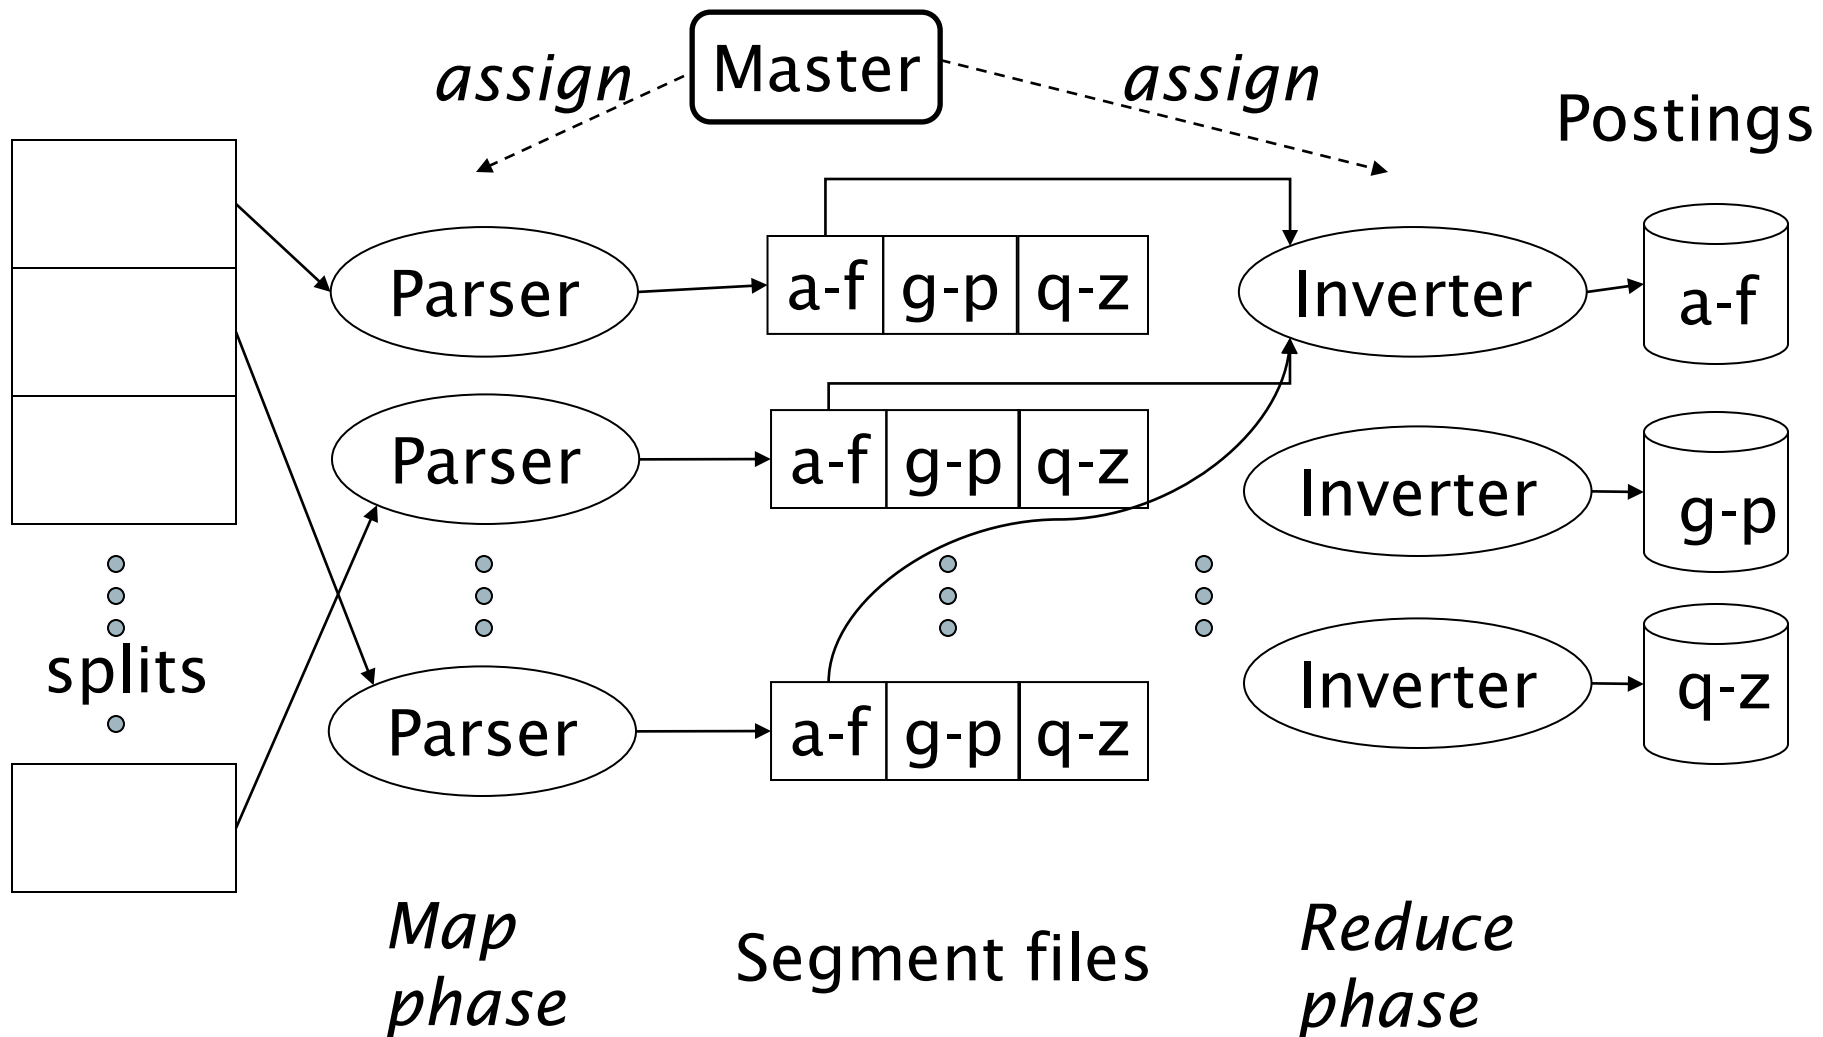 assign
Master
assign
Postings
Parser
a-f g-p q-z
Inverter
a-f
Parser
a-f g-p q-z
Inverter
g-p
splits
Parser
a-f g-p q-z
Inverter
q-z
Map
phase
Segment files
Reduce
phase